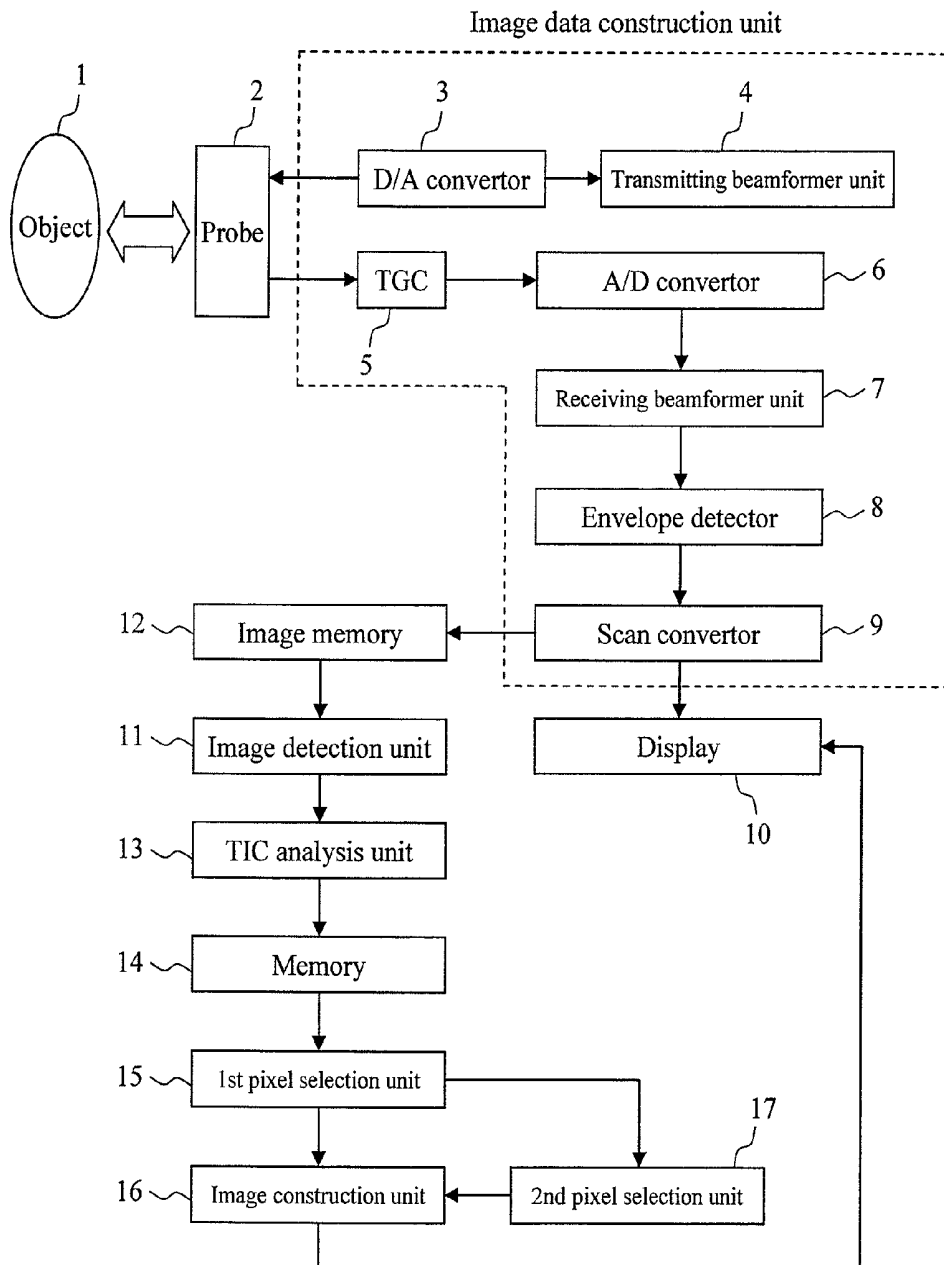 Image data construction unit
1
2
3
4
Object
Probe
D/A convertor
Transmitting beamformer unit
TGC
5
A/D convertor
6
Receiving beamformer unit
7
Envelope detector
8
12
Image memory
Scan convertor
9
11
Image detection unit
Display
10
13
TIC analysis unit
14
Memory
15
1st pixel selection unit
17
16
Image construction unit
2nd pixel selection unit